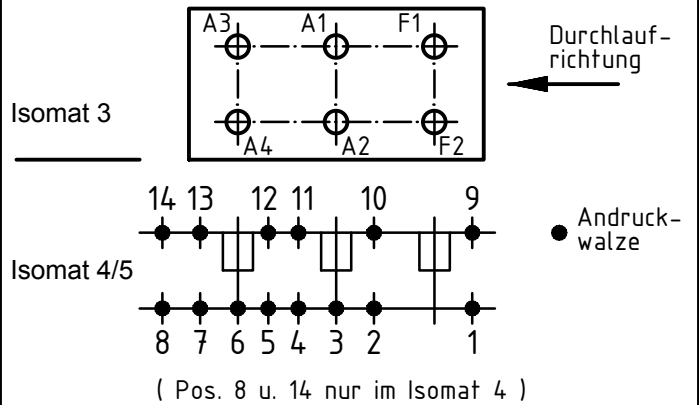 A3 A1 F1
Durchlauf-
richtung
Isomat 3
A4 A2 F2
14 13 12 11 10 9
Andruck-
walze
Isomat 4/5
8 7 6 5 4 3 2 1
( Pos. 8 u. 14 nur im Isomat 4 )